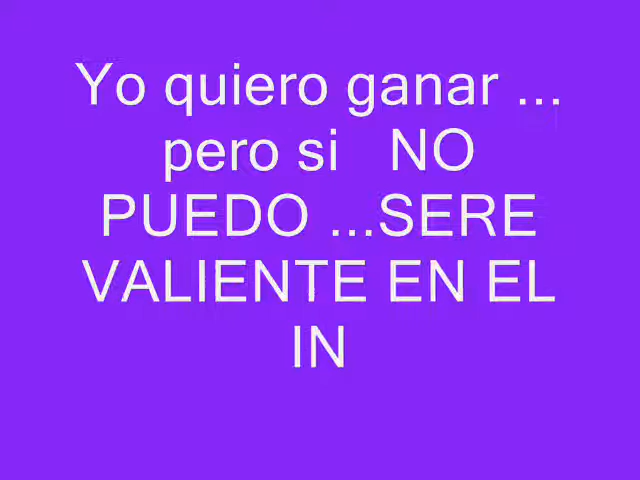 Yo quiero ganar ...
pero si NO
PUEDO ...SERE
VALIENTE EN EL
IN